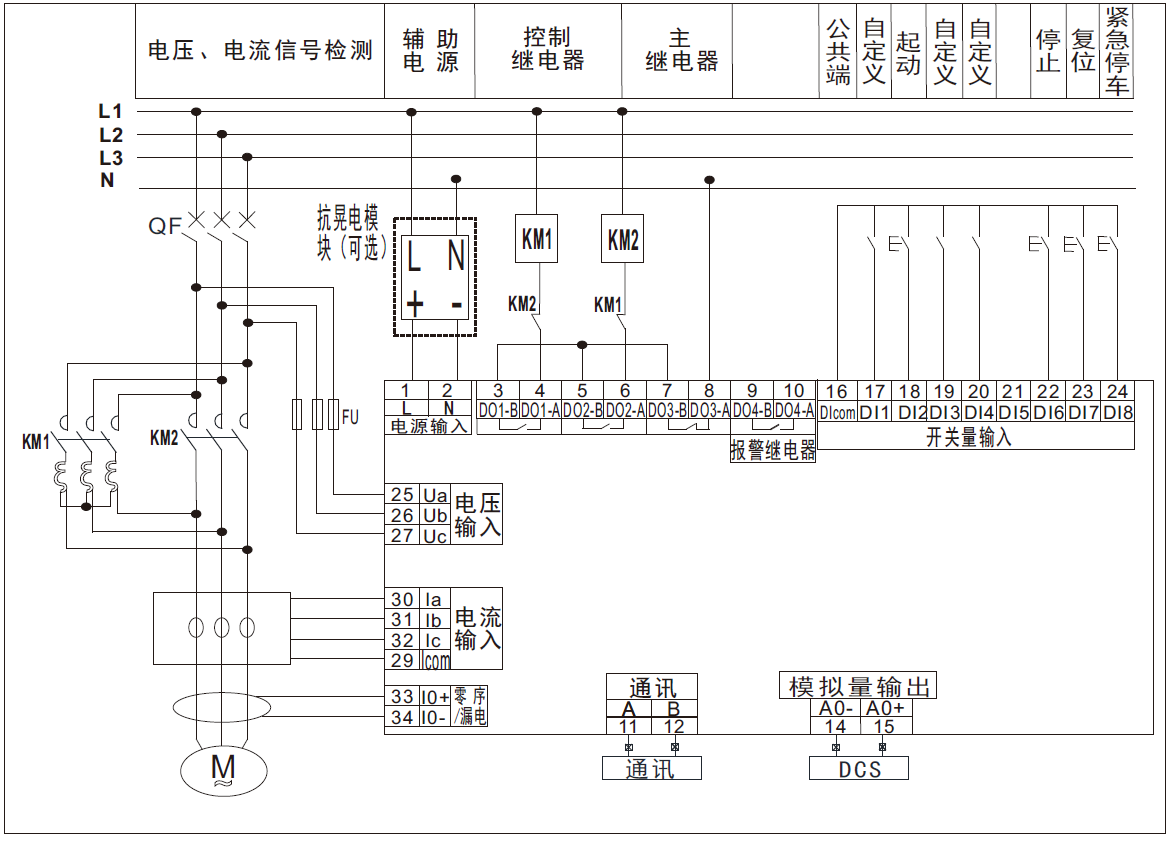 电压、电流信号检测
辅助
电源
控制
继电器
主
继电器
公共端
自定义
起动
自定义
自定义
停止
复位
紧急停车
L1
L2
L3
N
QF
抗晃电模
块（可选）
L N
+ -
KM1
KM2
KM2
KM1
KM1
KM2
FU
1 2 3 4 5 6 7 8 9 10 16 17 18 19 20 21 22 23 24
L N DO1-B DO1-A DO2-B DO2-A DO3-B DO3-A DO4-B DO4-A DIcom DI1 DI2 DI3 DI4 DI5 DI6 DI7 DI8
电源输入
报警继电器
开关量输入
25 Ua
26 Ub
27 Uc
电压
输入
30 Ia
31 Ib
32 Ic
29 Icom
电流
输入
33 I0+
34 I0-
零序
/漏电
M
~
通讯
A B
11 12
通讯
模拟量输出
A0- A0+
14 15
DCS